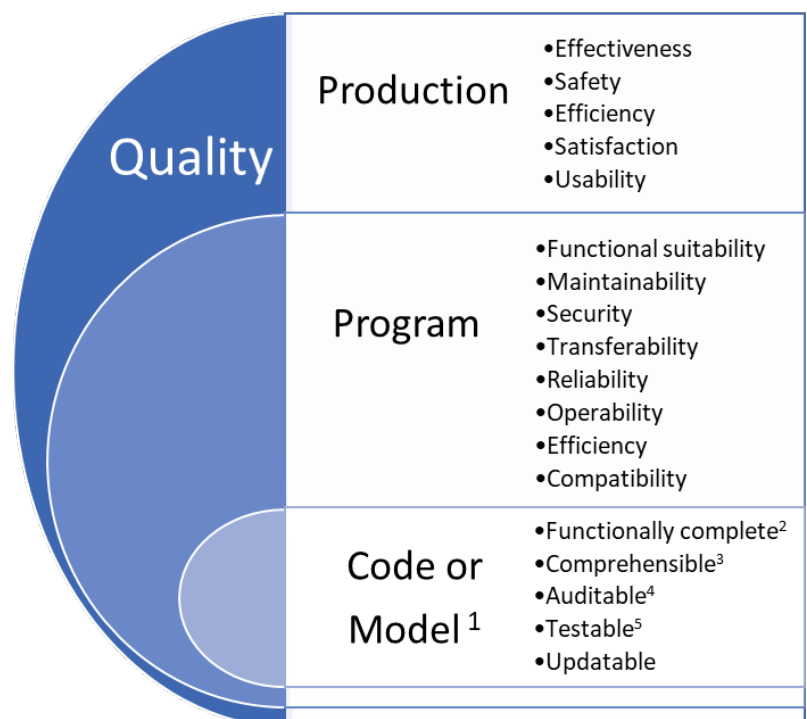 Quality
Production
•Effectiveness
•Safety
•Efficiency
•Satisfaction
•Usability
Program
•Functional suitability
•Maintainability
•Security
•Transferability
•Reliability
•Operability
•Efficiency
•Compatibility
Code or
Model ¹
•Functionally complete²
•Comprehensible³
•Auditable⁴
•Testable⁵
•Updatable